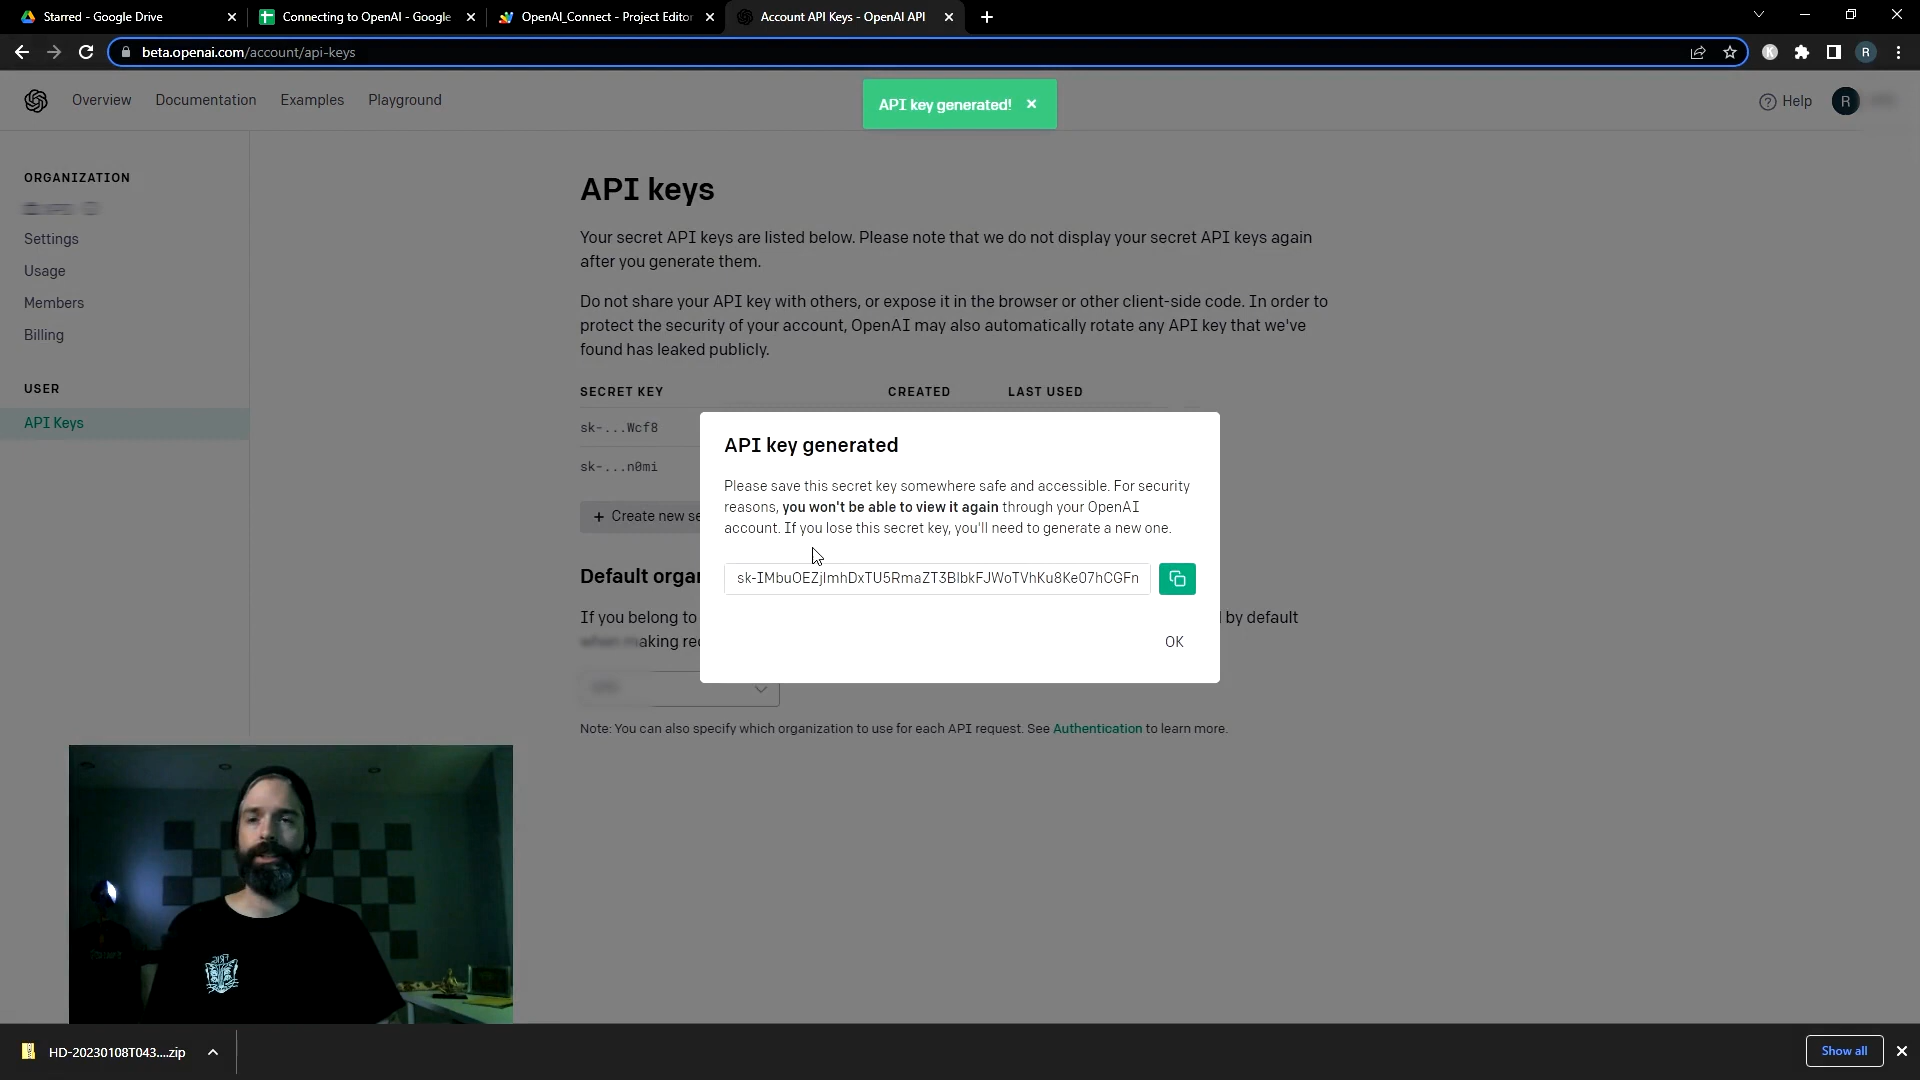 Starred - Google Drive
Connecting to OpenAI - Google
OpenAI_Connect - Project Editor
Account API Keys - OpenAI API
beta.openai.com/account/api-keys
R
Overview
Documentation
Examples
Playground
API key generated!
Help
R
ORGANIZATION
Settings
Usage
Members
Billing
USER
API Keys
API keys
Your secret API keys are listed below. Please note that we do not display your secret API keys again
after you generate them.
Do not share your API key with others, or expose it in the browser or other client-side code. In order to
protect the security of your account, OpenAI may also automatically rotate any API key that we've
found has leaked publicly.
SECRET KEY CREATED LAST USED
sk-...Wcf8
sk-...n0mi
+ Create new se
Default orga
If you belong to
by default
API key generated
Please save this secret key somewhere safe and accessible. For security
reasons, you won't be able to view it again through your OpenAI
account. If you lose this secret key, you'll need to generate a new one.
OK
Note: You can also specify which organization to use for each API request. See Authentication to learn more.
HD-20230108T043....zip
Show all